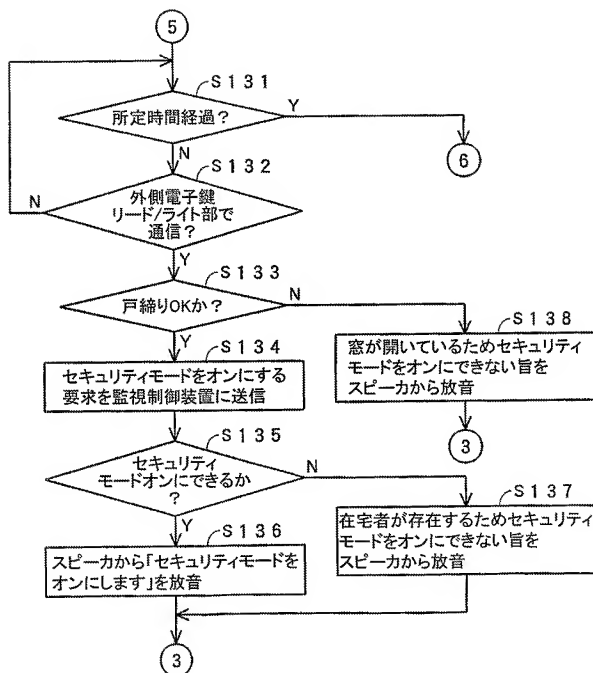 5
S131
所定時間経過?
Y
N
6
S132
外側電子鍵
リード/ライト部で
通信?
N
Y
S133
戸締りOKか?
N
Y
S138
窓が開いているためセキュリティ
モードをオンにできない旨を
スピーカから放音
3
S134
セキュリティモードをオンにする
要求を監視制御装置に送信
S135
セキュリティ
モードオンにできるか
?
N
Y
S137
在宅者が存在するためセキュリティ
モードをオンにできない旨を
スピーカから放音
S136
スピーカから「セキュリティモードを
オンにします」を放音
3